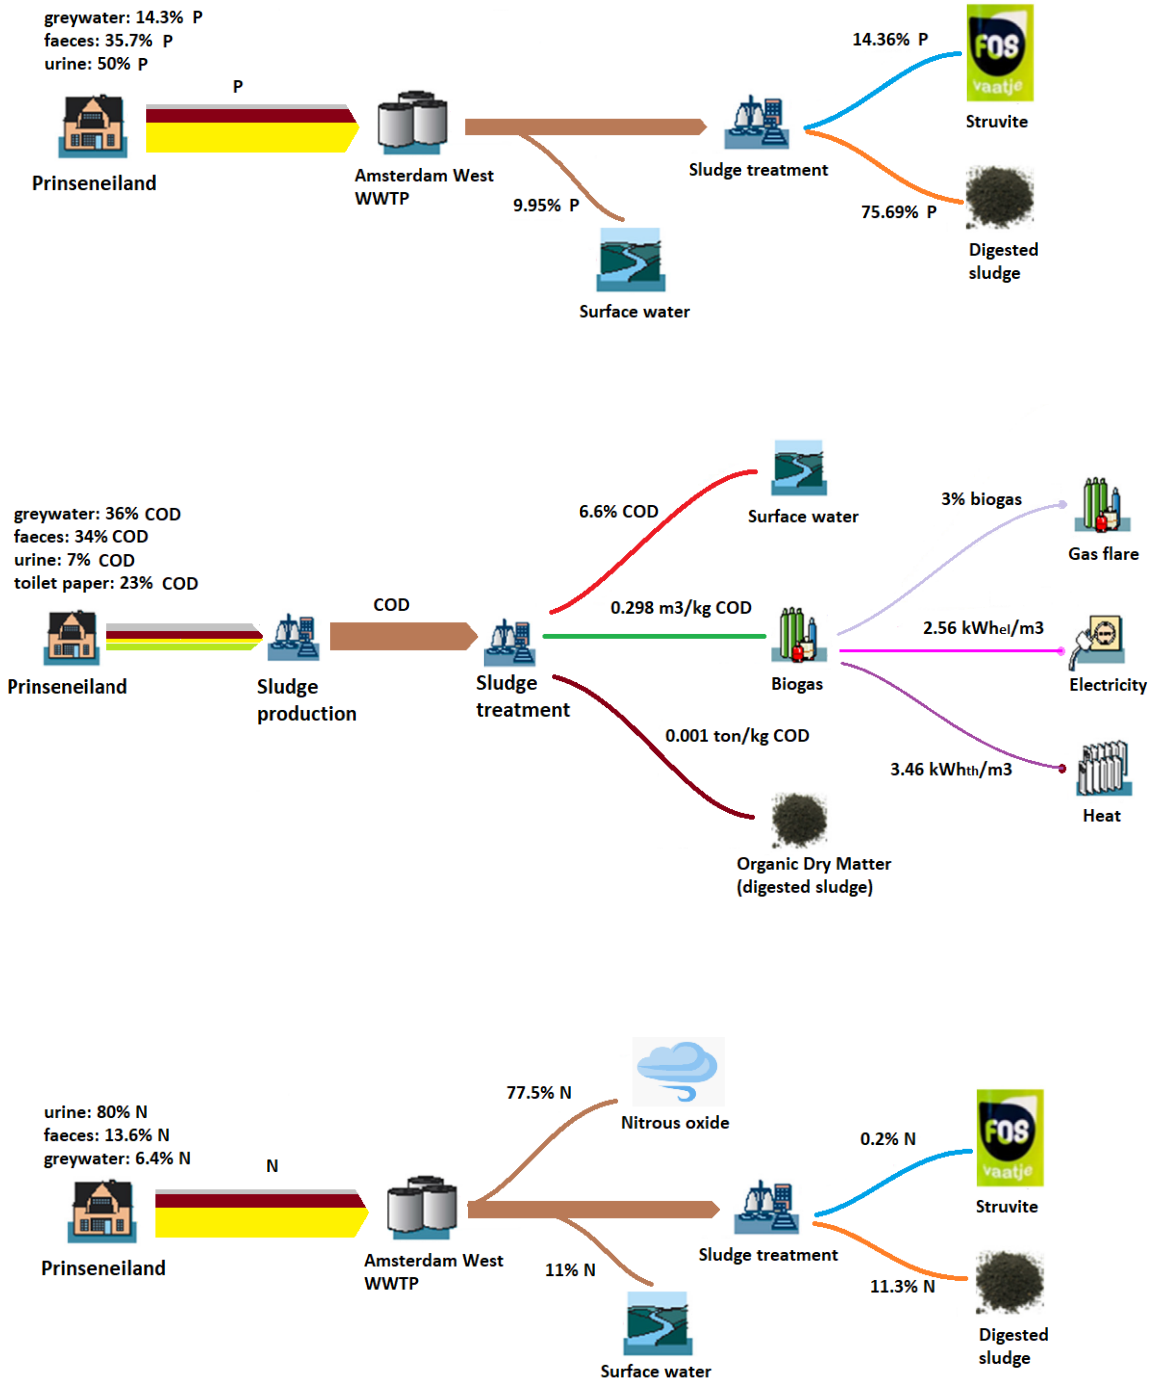 greywater: 14.3% P
faeces: 35.7% P
urine: 50% P
P
Prinseneiland
Amsterdam West
WWTP
9.95% P
Surface water
Sludge treatment
14.36% P
FOS
vaatje
Struvite
75.69% P
Digested
sludge
greywater: 36% COD
faeces: 34% COD
urine: 7% COD
toilet paper: 23% COD
Prinseneiland
Sludge
production
COD
Sludge
treatment
6.6% COD
Surface water
0.298 m3/kg COD
Biogas
0.001 ton/kg COD
Organic Dry Matter
(digested sludge)
3% biogas
Gas flare
2.56 kWhel/m3
Electricity
3.46 kWhth/m3
Heat
urine: 80% N
faeces: 13.6% N
greywater: 6.4% N
N
Prinseneiland
Amsterdam West
WWTP
77.5% N
Nitrous oxide
11% N
Surface water
Sludge treatment
0.2% N
FOS
vaatje
Struvite
11.3% N
Digested
sludge